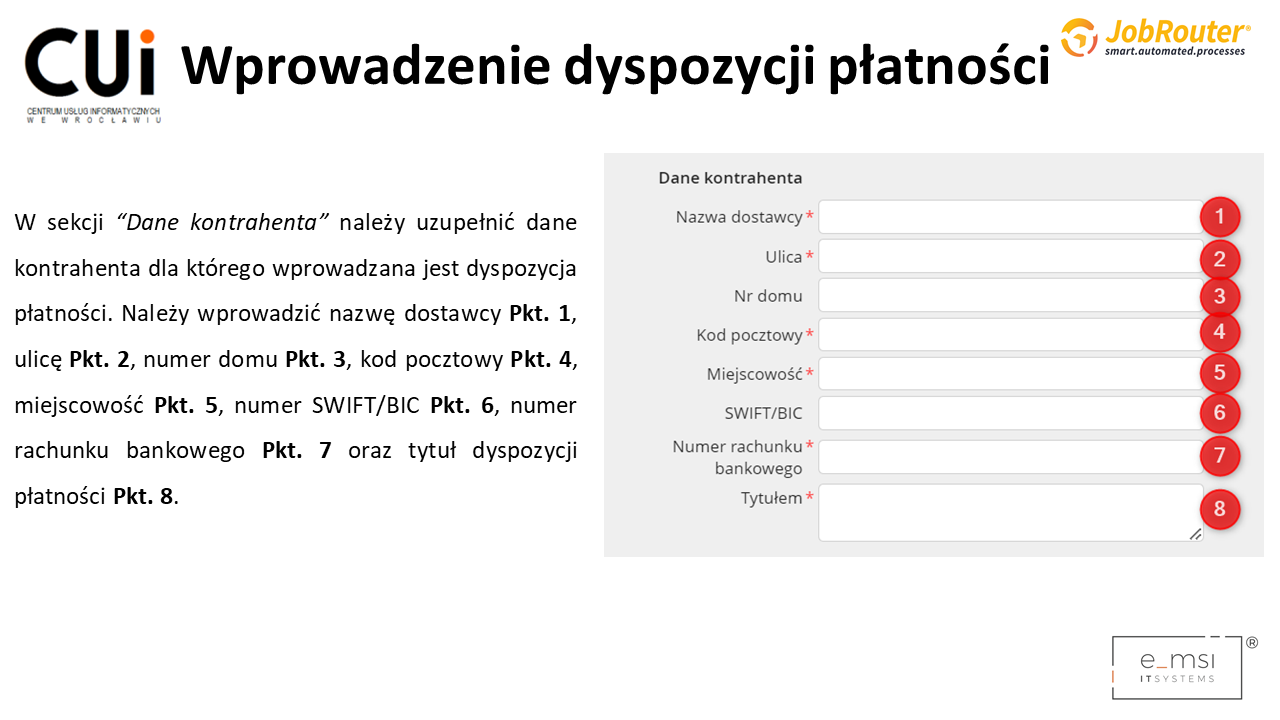 CUi
CENTRUM USŁUG INFORMATYCZNYCH
WE WROCŁAWIU
Wprowadzenie dyspozycji płatności
JobRouter®
smart.automated.processes
W sekcji “Dane kontrahenta” należy uzupełnić dane
kontrahenta dla którego wprowadzana jest dyspozycja
płatności. Należy wprowadzić nazwę dostawcy Pkt. 1,
ulicę Pkt. 2, numer domu Pkt. 3, kod pocztowy Pkt. 4,
miejscowość Pkt. 5, numer SWIFT/BIC Pkt. 6, numer
rachunku bankowego Pkt. 7 oraz tytuł dyspozycji
płatności Pkt. 8.
Dane kontrahenta
Nazwa dostawcy * 1
Ulica * 2
Nr domu 3
Kod pocztowy * 4
Miejscowość * 5
SWIFT/BIC 6
Numer rachunku *
bankowego 7
Tytułem * 8
e_msi ®
ITSYSTEMS